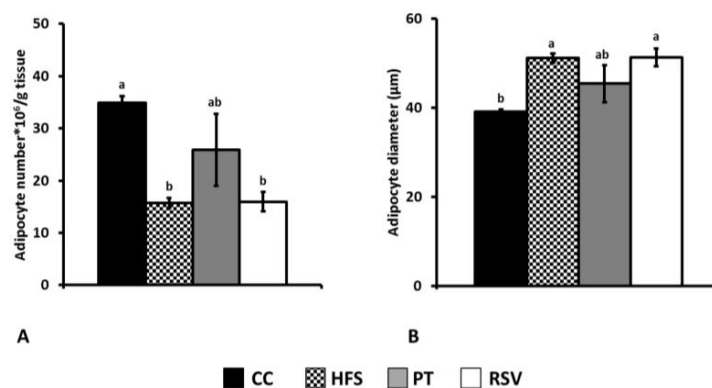 Adipocyte number*10⁶/g tissue
50
40
30
20
10
0
a
b
ab
b
A
Adipocyte diameter (µm)
60
40
20
0
b
a
ab
a
B
CC HFS PT RSV